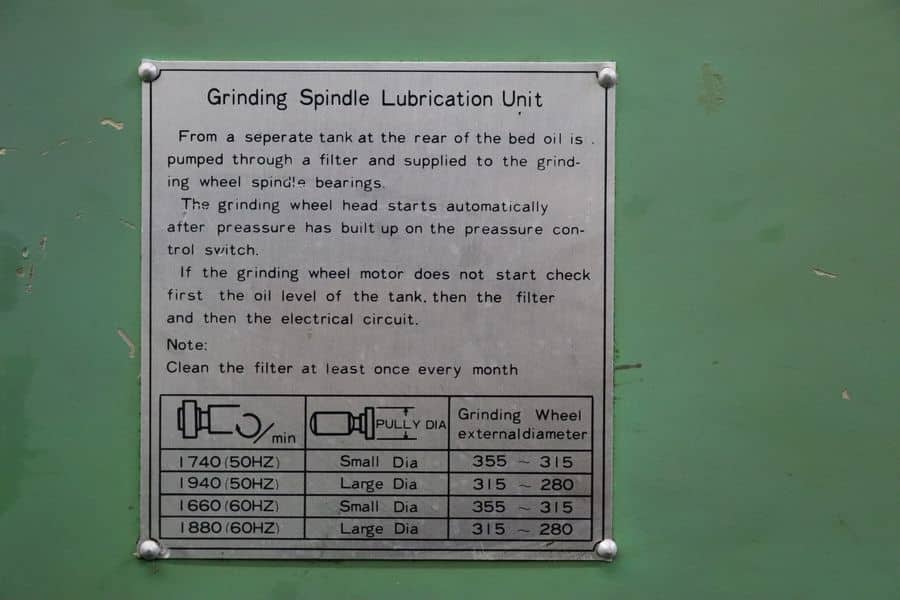 Grinding Spindle Lubrication Unit
From a seperate tank at the rear of the bed oil is .
pumped through a filter and supplied to the grind-
ing wheel spindle bearings.
The grinding wheel head starts automatically
after preassure has built up on the preassure con-
trol switch.
If the grinding wheel motor does not start check
first the oil level of the tank, then the filter
and then the electrical circuit.
Note:
Clean the filter at least once every month
/min PULLY DIA Grinding Wheel
externaldiameter
1740(50HZ) Small Dia 355 ~ 315
1940(50HZ) Large Dia 315 ~ 280
1660(60HZ) Small Dia 355 ~ 315
1880(60HZ) Large Dia 315 ~ 280